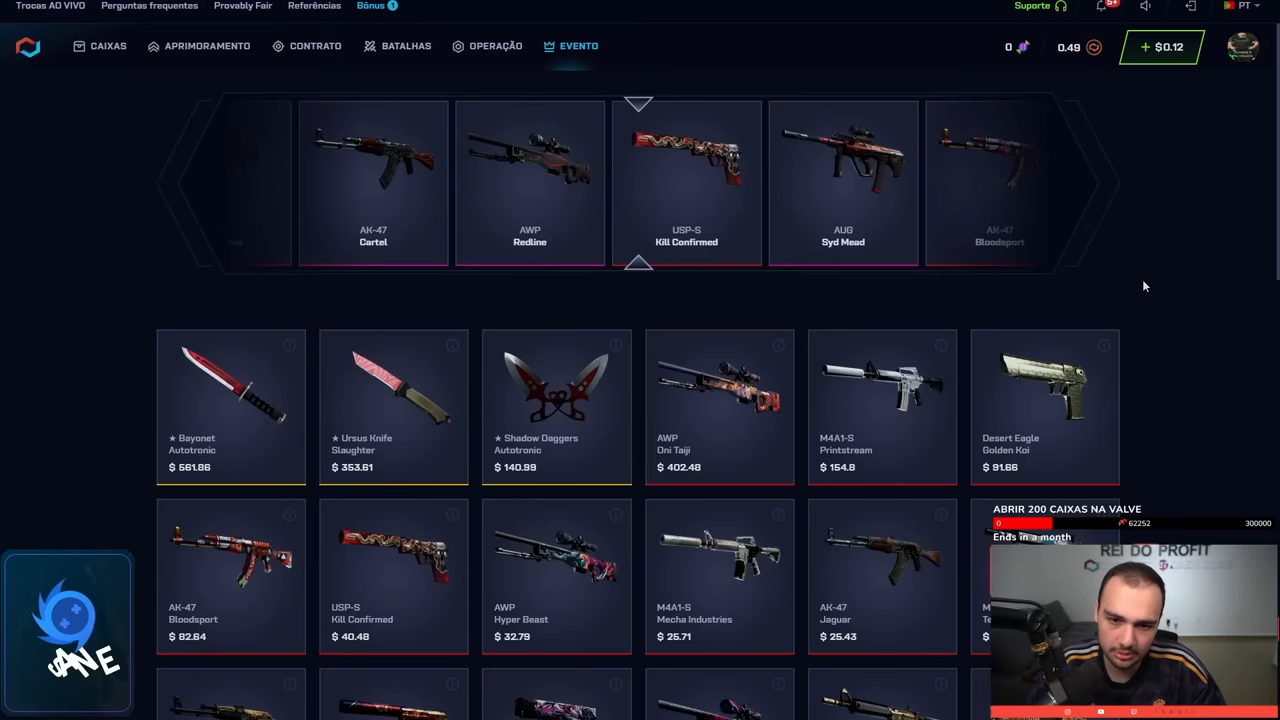 Trocas AO VIVO Perguntas frequentes Provably Fair Referências Bônus 1 Suporte 5+ PT
CAIXAS APRIMORAMENTO CONTRATO BATALHAS OPERAÇÃO EVENTO 0 0.49 + $0.12
AK-47
Cartel
AWP
Redline
USP-S
Kill Confirmed
AUG
Syd Mead
AK-47
Bloodsport
★ Bayonet
Autotronic
$ 561.86
★ Ursus Knife
Slaughter
$ 353.61
★ Shadow Daggers
Autotronic
$ 140.99
AWP
Oni Taiji
$ 402.48
M4A1-S
Printstream
$ 154.8
Desert Eagle
Golden Koi
$ 91.66
AK-47
Bloodsport
$ 82.64
USP-S
Kill Confirmed
$ 40.48
AWP
Hyper Beast
$ 32.79
M4A1-S
Mecha Industries
$ 25.71
AK-47
Jaguar
$ 25.43
ABRIR 200 CAIXAS NA VALVE
0 62252 300000
Ends in a month
REI DO PROFIT
SANE